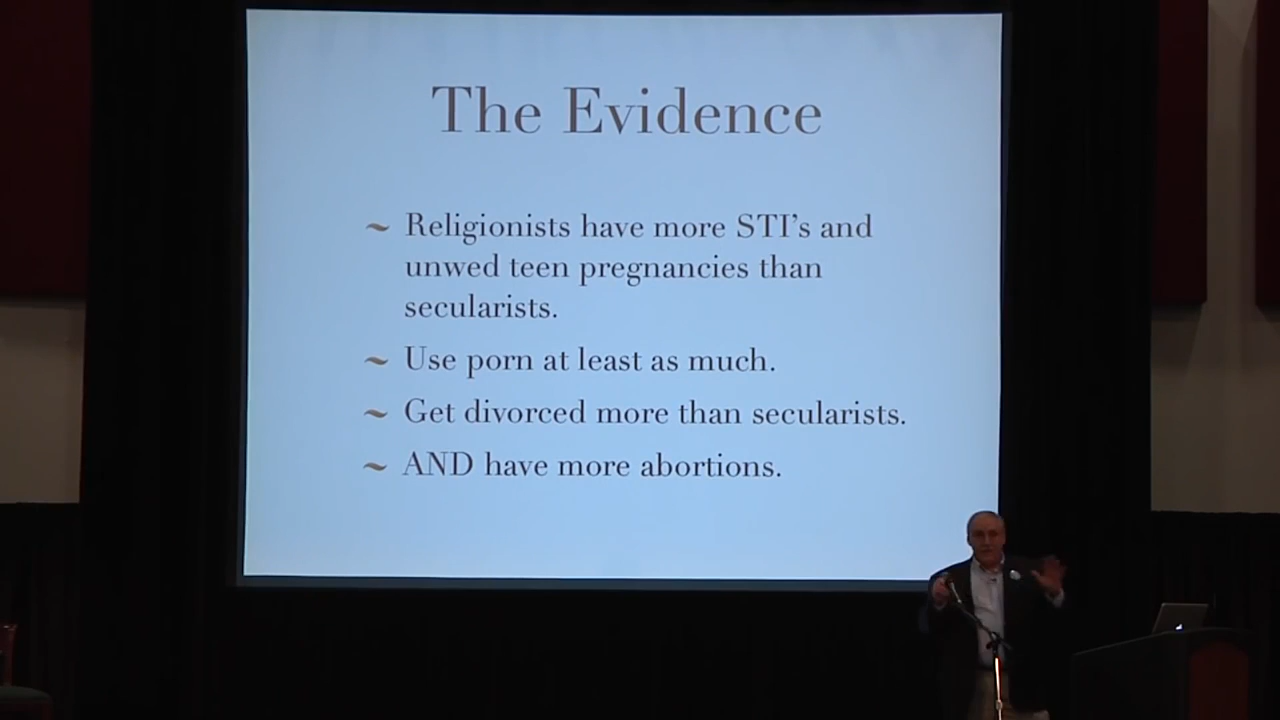 The Evidence
~ Religionists have more STI's and
unwed teen pregnancies than
secularists.
~ Use porn at least as much.
~ Get divorced more than secularists.
~ AND have more abortions.